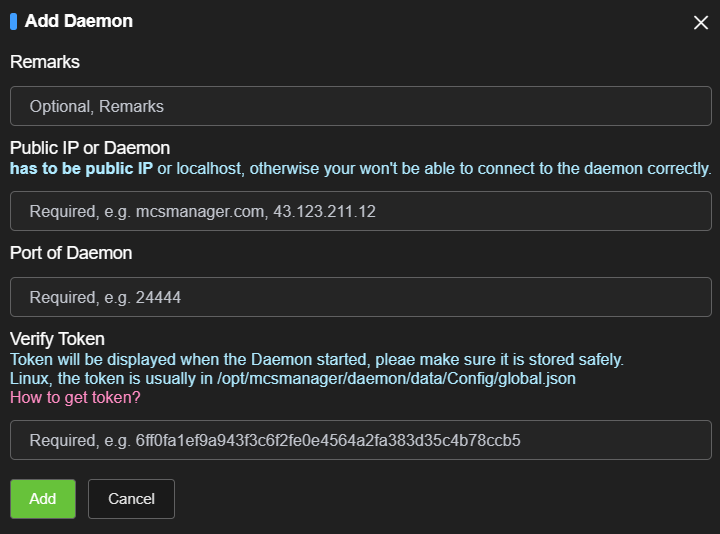 Add Daemon
Remarks
Optional, Remarks
Public IP or Daemon
has to be public IP or localhost, otherwise your won't be able to connect to the daemon correctly.
Required, e.g. mcsmanager.com, 43.123.211.12
Port of Daemon
Required, e.g. 24444
Verify Token
Token will be displayed when the Daemon started, pleae make sure it is stored safely.
Linux, the token is usually in /opt/mcsmanager/daemon/data/Config/global.json
How to get token?
Required, e.g. 6ff0fa1ef9a943f3c6f2fe0e4564a2fa383d35c4b78ccb5
Add
Cancel